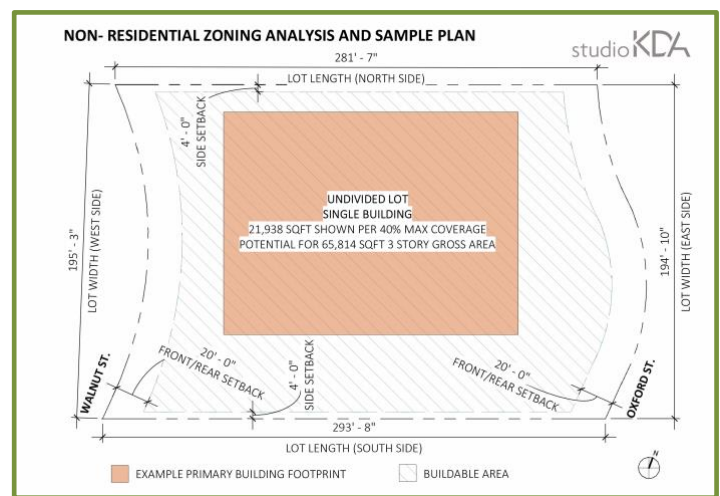 NON- RESIDENTIAL ZONING ANALYSIS AND SAMPLE PLAN
studioKDA
281' - 7"
LOT LENGTH (NORTH SIDE)
4' - 0"
SIDE SETBACK
UNDIVIDED LOT
SINGLE BUILDING
21,938 SQFT SHOWN PER 40% MAX COVERAGE
POTENTIAL FOR 65,814 SQFT 3 STORY GROSS AREA
195' - 3"
LOT WIDTH (WEST SIDE)
194' - 10"
LOT WIDTH (EAST SIDE)
WALNUT ST.
20' - 0"
FRONT/REAR SETBACK
4' - 0"
SIDE SETBACK
20' - 0"
FRONT/REAR SETBACK
OXFORD ST.
293' - 8"
LOT LENGTH (SOUTH SIDE)
EXAMPLE PRIMARY BUILDING FOOTPRINT
BUILDABLE AREA
N